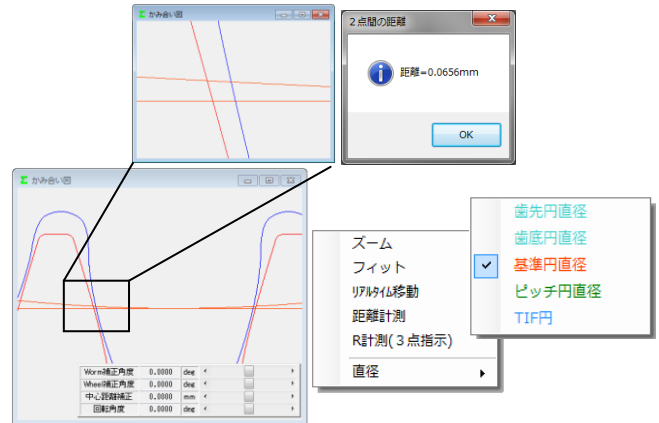 かみ合い図
2点間の距離
距離=0.0656mm
OK
かみ合い図
Worm補正角度 0.0000 deg
Wheel補正角度 0.0000 deg
中心距離補正 0.0000 mm
回転角度 0.0000 deg
ズーム
フィット
リアルタイム移動
距離計測
R計測(3点指示)
直径
歯先円直径
歯底円直径
基準円直径
ピッチ円直径
TIF円